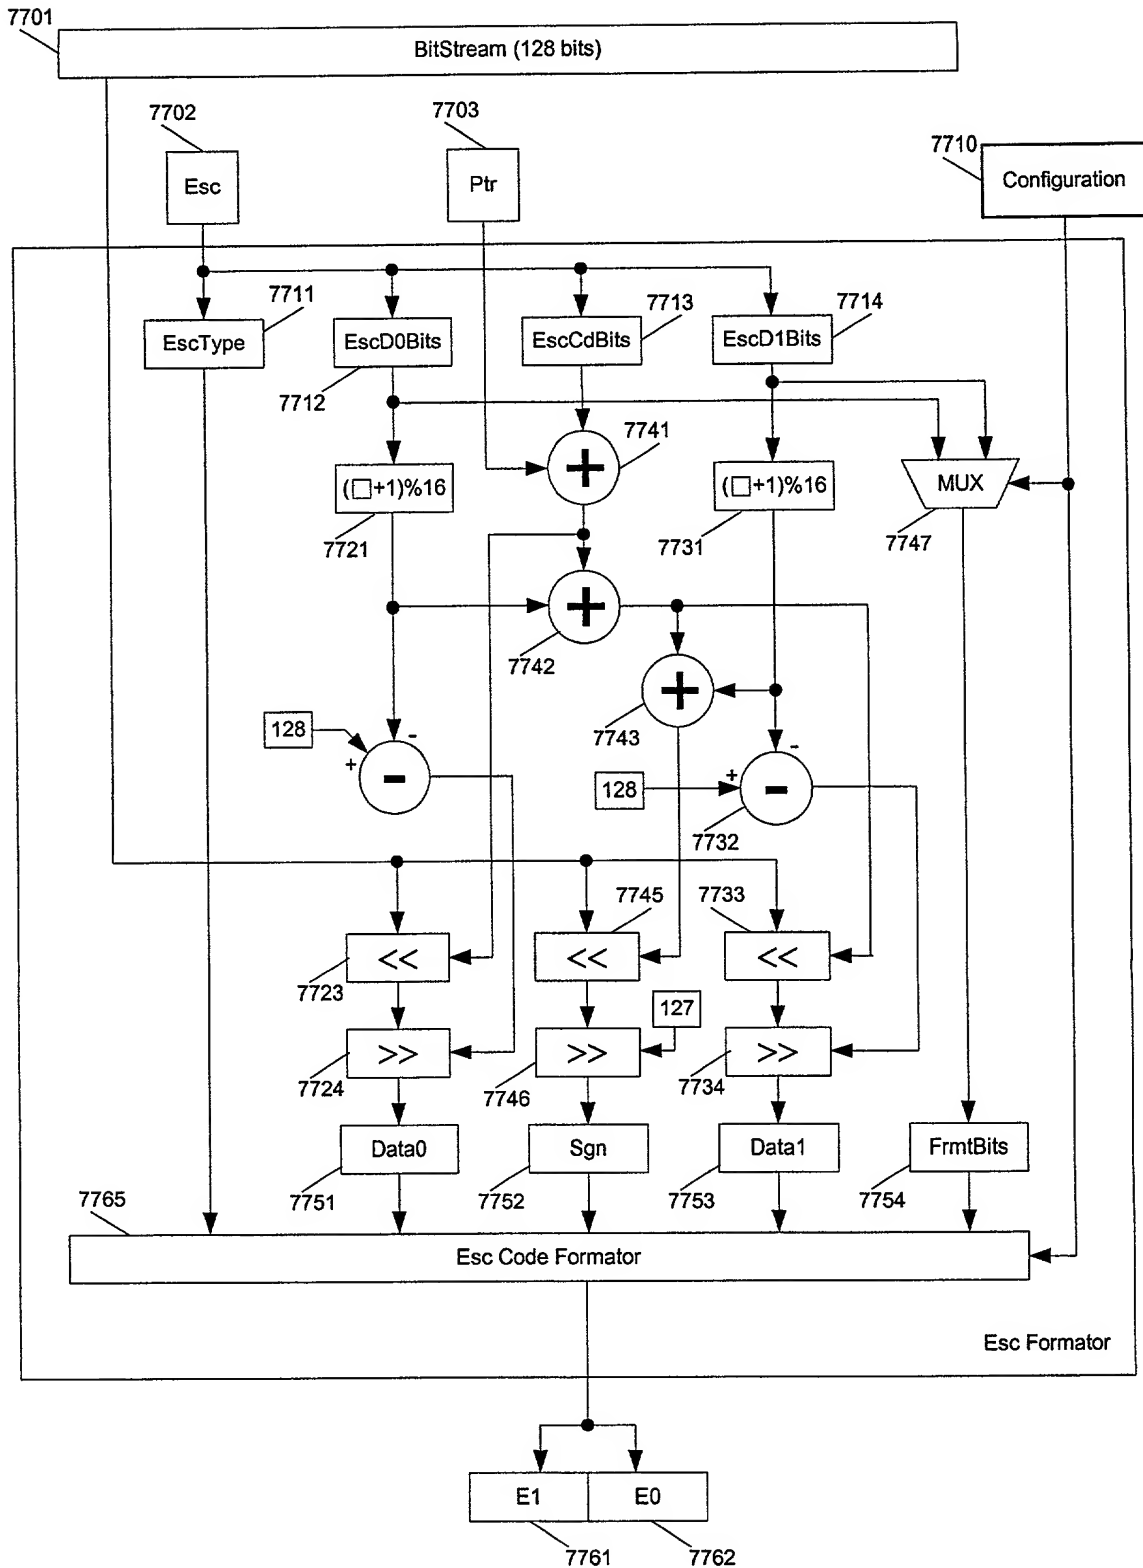 7701
BitStream (128 bits)
7702
7703
7710
Esc
Ptr
Configuration
7711
7713
7714
EscType
EscD0Bits
EscCdBits
EscD1Bits
7712
7741
(□+1)%16
+
(□+1)%16
MUX
7721
7731
7747
+
7742
+
7743
128
-
+
-
128
+
-
-
7732
7745
7733
<<
<<
<<
7723
127
>>
>>
>>
7724
7746
7734
Data0
Sgn
Data1
FrmtBits
7765
7751
7752
7753
7754
Esc Code Formator
Esc Formator
E1
E0
7761
7762